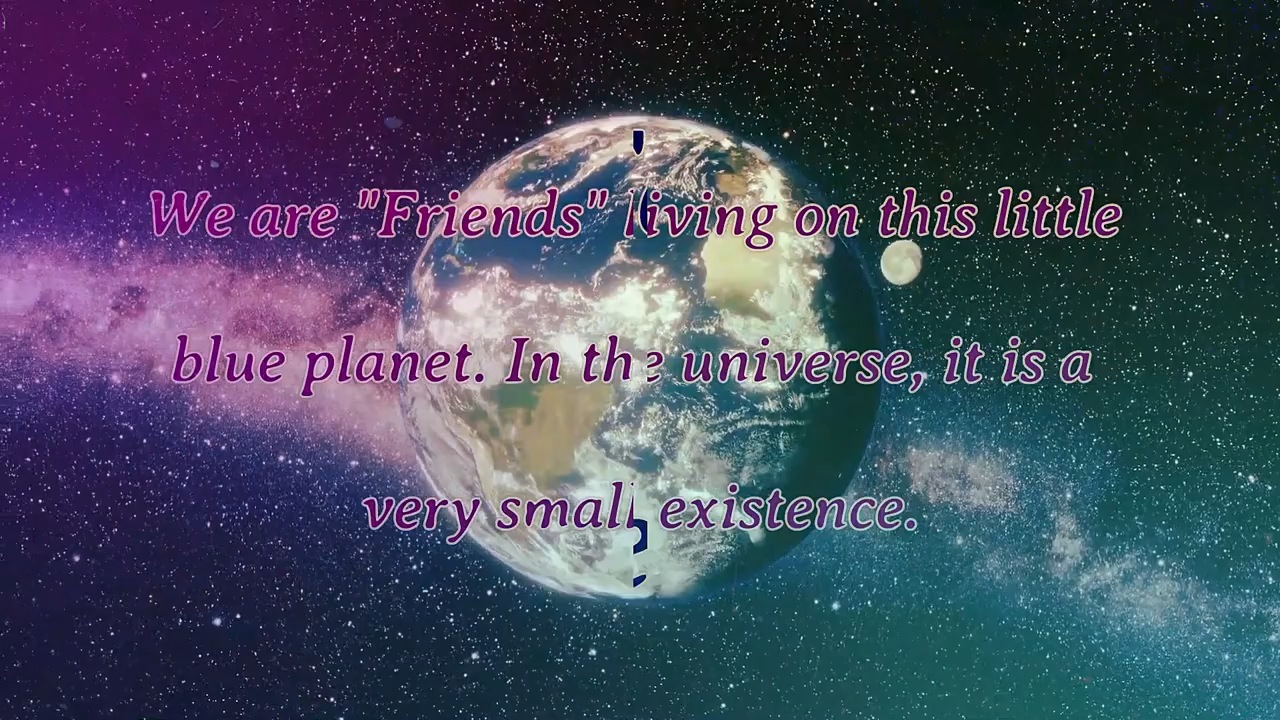 We are "Friends" living on this little
blue planet. In the universe, it is a
very small existence.